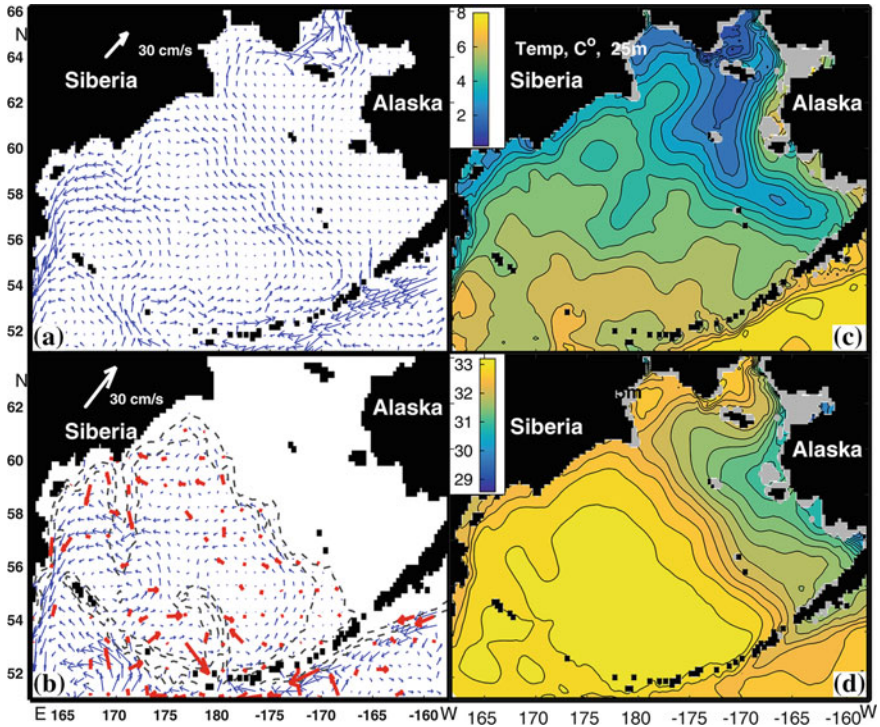 66
N
64
62
60
58
56
54
52
30 cm/s
Siberia
Alaska
(a)
8
6
4
2
Temp, C°, 25m
Siberia
Alaska
(c)
N
62
60
58
56
54
52
30 cm/s
Siberia
Alaska
(b)
33
32
31
30
29
Siberia
Alaska
(d)
E 165 170 175 180 -175 -170 -165 -160 W
165 170 175 180 -175 -170 -165 -160 W